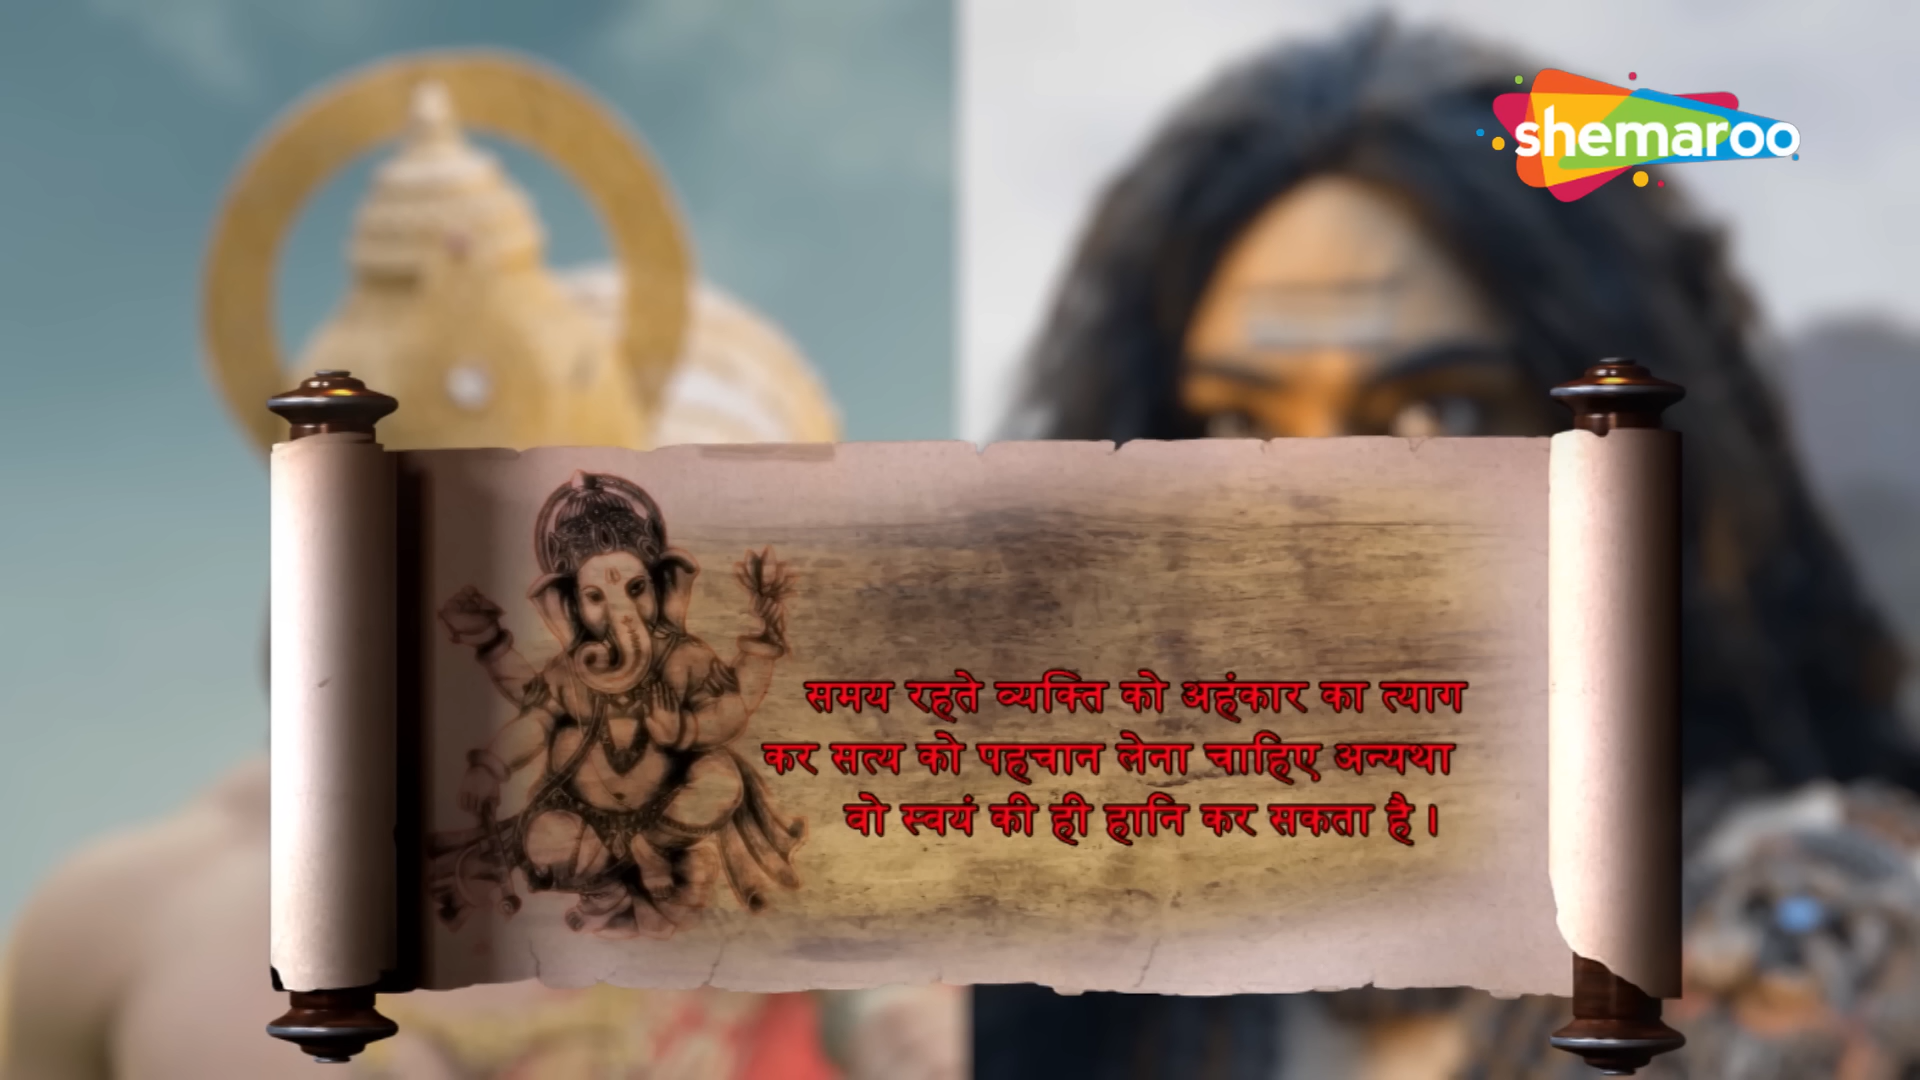 shemaroo
समय रहते व्यक्ति को अहंकार का त्याग
कर सत्य को पहचान लेना चाहिए अन्यथा
वो स्वयं की ही हानि कर सकता है।